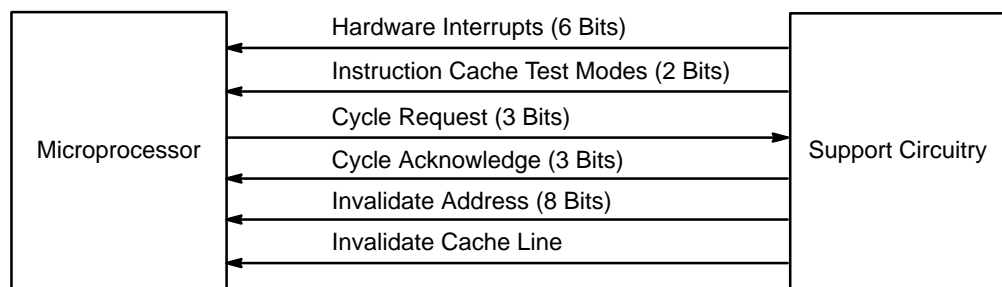 Hardware Interrupts (6 Bits)
Instruction Cache Test Modes (2 Bits)
Cycle Request (3 Bits)
Microprocessor
Support Circuitry
Cycle Acknowledge (3 Bits)
Invalidate Address (8 Bits)
Invalidate Cache Line